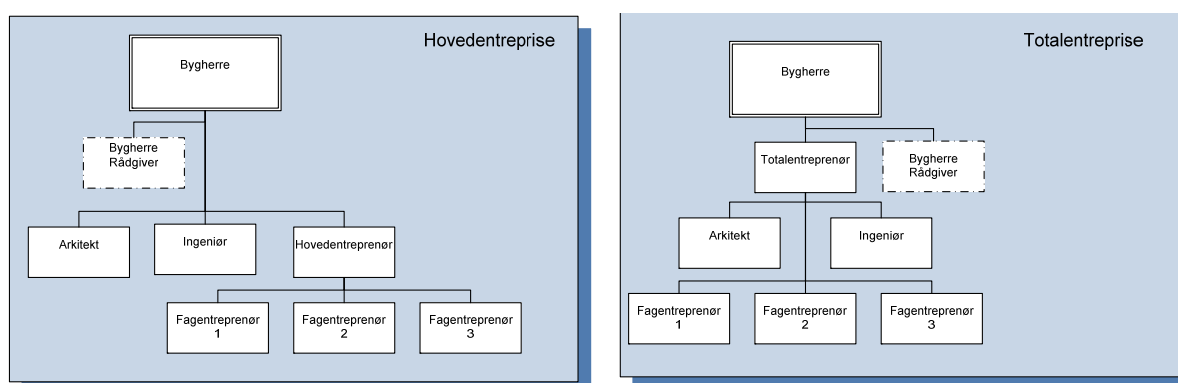 Hovedentreprise
Bygherre
Bygherre
Rådgiver
Arkitekt
Ingeniør
Hovedentreprenør
Fagentreprenør
1
Fagentreprenør
2
Fagentreprenør
3
Totalentreprise
Bygherre
Totalentreprenør
Bygherre
Rådgiver
Arkitekt
Ingeniør
Fagentreprenør
1
Fagentreprenør
2
Fagentreprenør
3